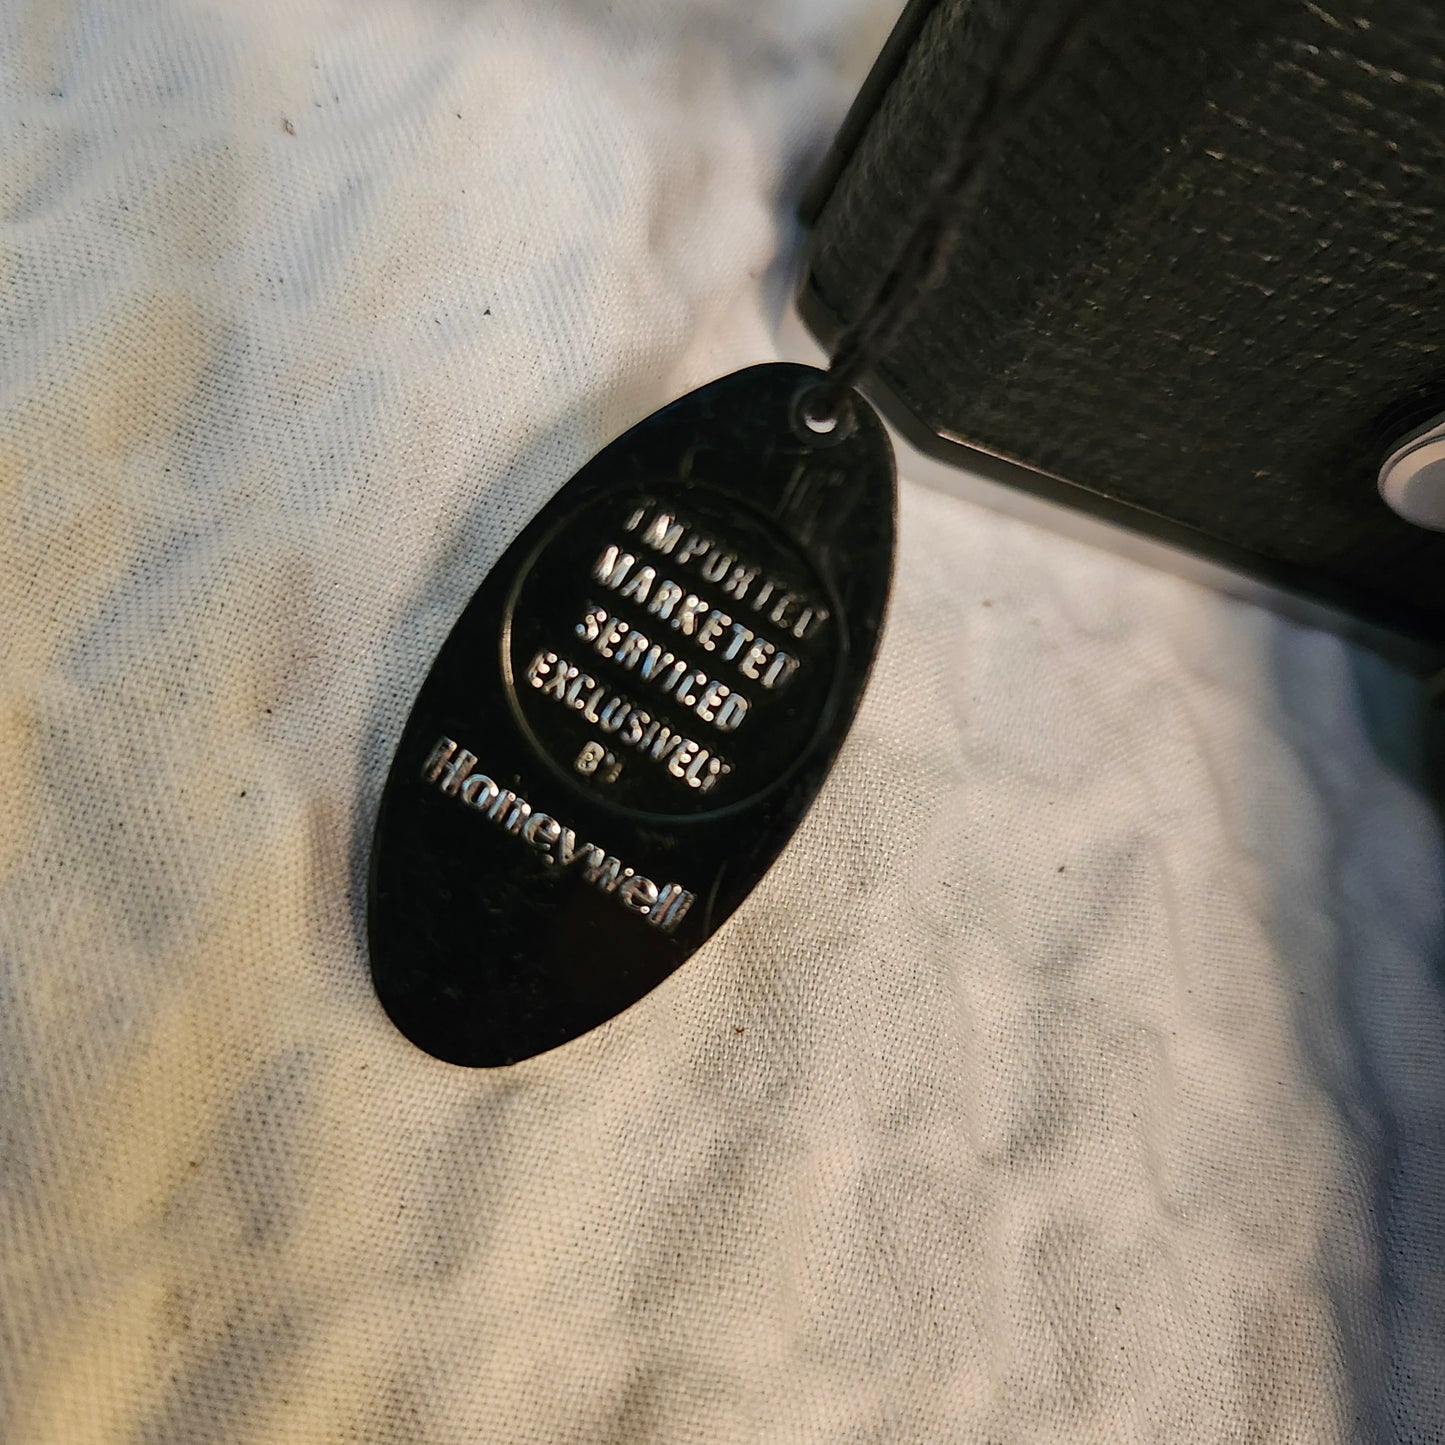 IMPORTED
MARKETED
SERVICED
EXCLUSIVELY
BY
Honeywell